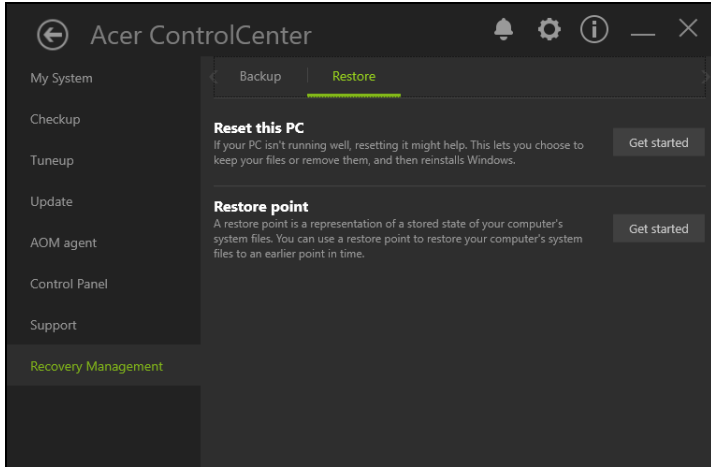 Acer ControlCenter
My System
Checkup
Tuneup
Update
AOM agent
Control Panel
Support
Recovery Management
Backup
Restore
Reset this PC
If your PC isn't running well, resetting it might help. This lets you choose to
keep your files or remove them, and then reinstalls Windows.
Get started
Restore point
A restore point is a representation of a stored state of your computer's
system files. You can use a restore point to restore your computer's system
files to an earlier point in time.
Get started